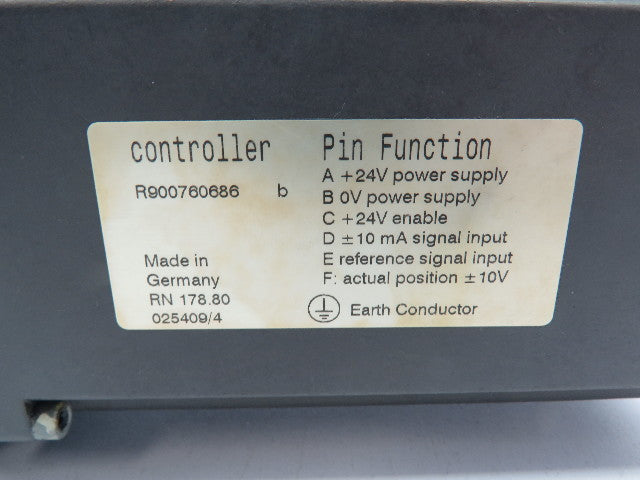 controller
R900760686 b
Made in
Germany
RN 178.80
025409/4
Pin Function
A +24V power supply
B 0V power supply
C +24V enable
D ±10 mA signal input
E reference signal input
F: actual position ±10V
Earth Conductor